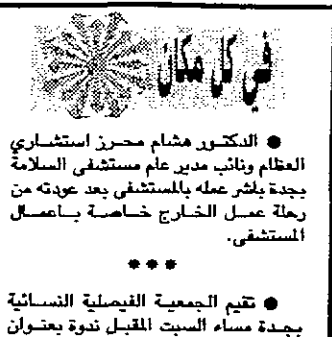 في كل مكان
● الدكتور هشام محرز استشاري
العظام ونائب مدير عام مستشفى السلامة
بجدة باشر عمله بالمستشفى بعد عودته من
رحلة عمل الخارج خاصة باعمال
المستشفى.
***
● تقيم الجمعية الفيصلية النسائية
بجدة مساء السبت المقبل ندوة بعنوان